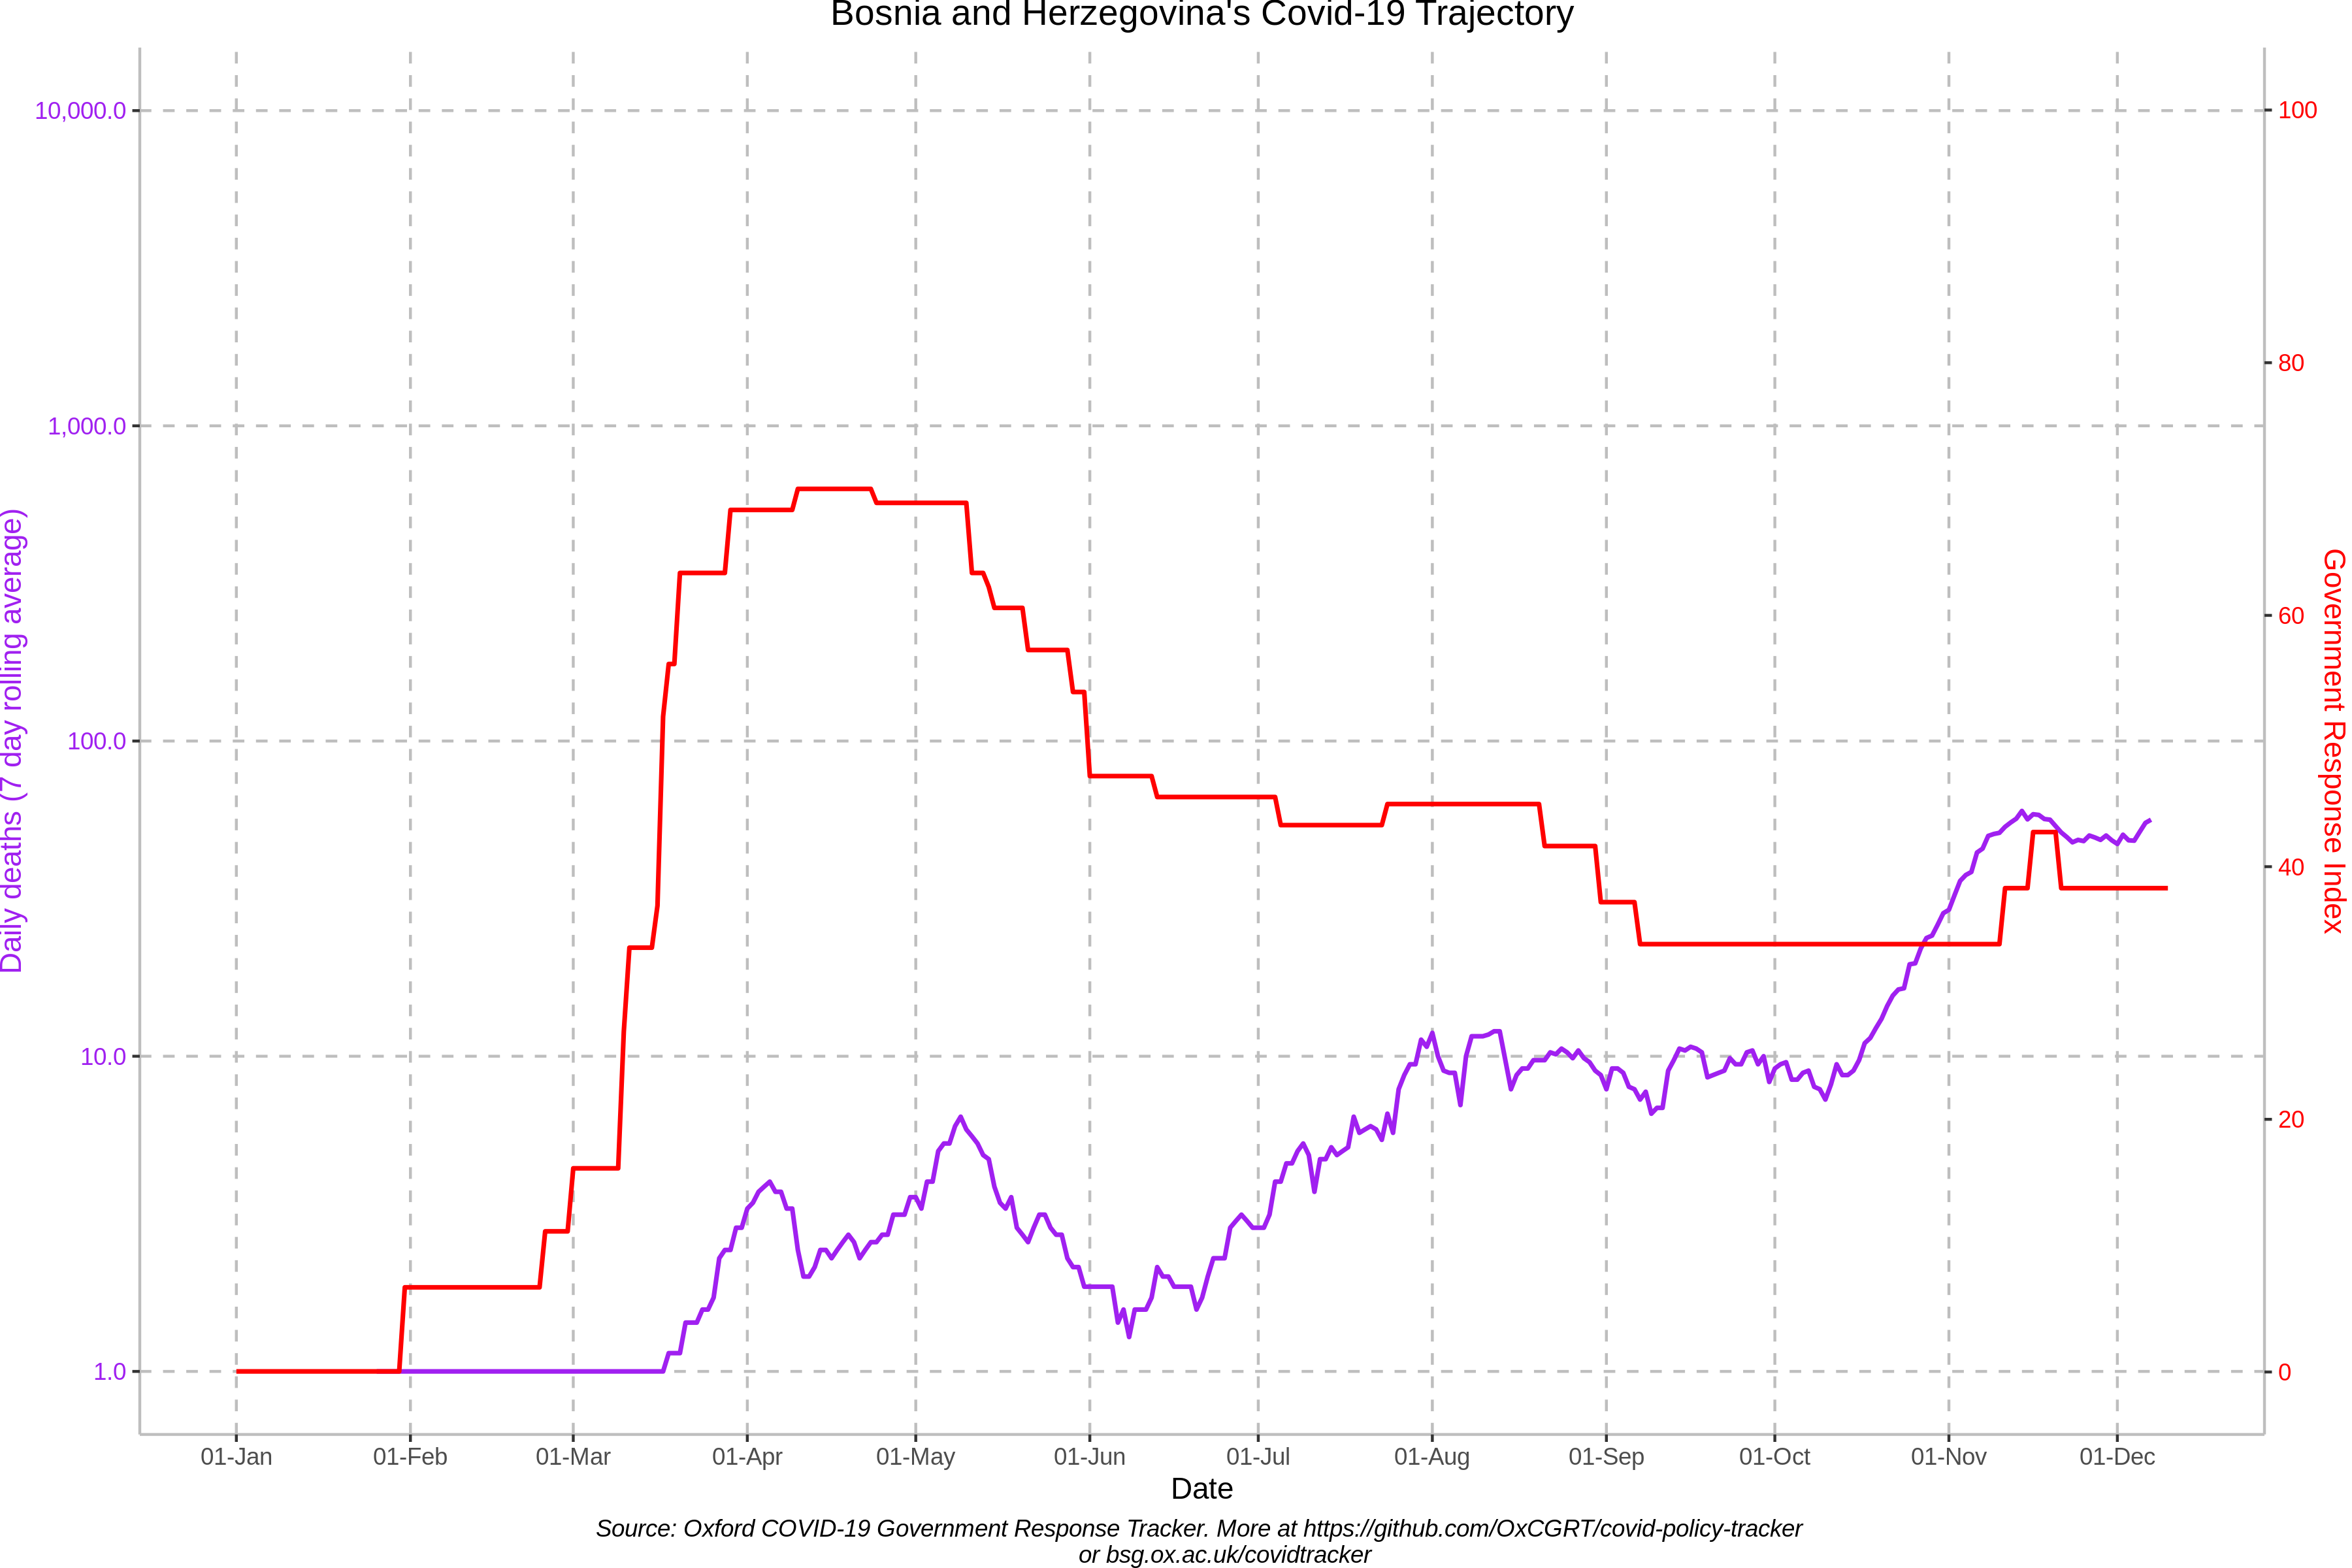 Bosnia and Herzegovina's Covid-19 Trajectory
Daily deaths (7 day rolling average)
10,000.0
1,000.0
100.0
10.0
1.0
100
80
60
40
20
0
Government Response Index
01-Jan 01-Feb 01-Mar 01-Apr 01-May 01-Jun 01-Jul 01-Aug 01-Sep 01-Oct 01-Nov 01-Dec
Date
Source: Oxford COVID-19 Government Response Tracker. More at https://github.com/OxCGRT/covid-policy-tracker
or bsg.ox.ac.uk/covidtracker